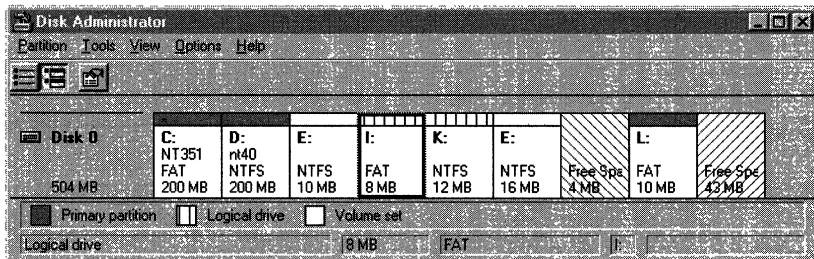 Disk Administrator
Partition Tools View Options Help
Disk 0
504 MB
C:
NT351
FAT
200 MB
D:
nt40
NTFS
200 MB
E:
NTFS
10 MB
I:
FAT
8 MB
K:
NTFS
12 MB
E:
NTFS
16 MB
Free Spa
4 MB
L:
FAT
10 MB
Free Spe
43 MB
Primary partition Logical drive Volume set
Logical drive 8 MB FAT I: